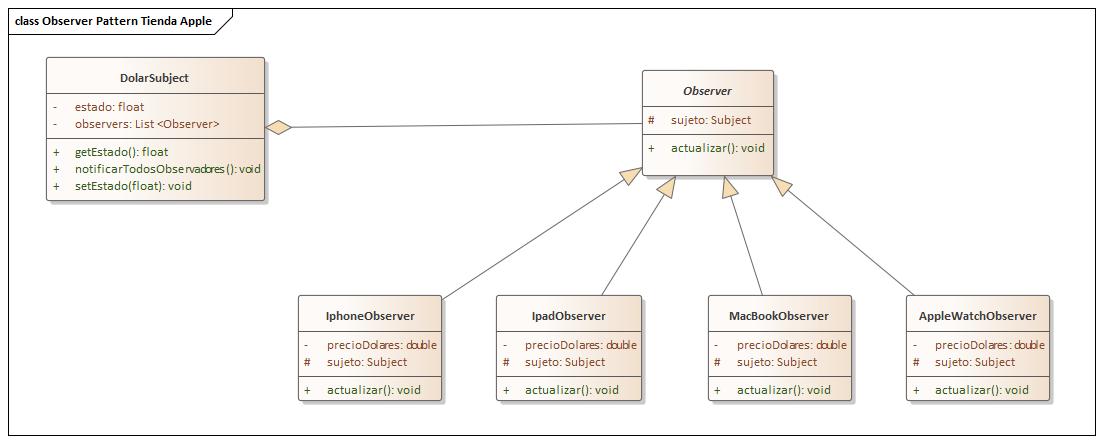 class Observer Pattern Tienda Apple
DolarSubject
- estado: float
- observers: List <Observer>
+ getEstado(): float
+ notificarTodosObservadores(): void
+ setEstado(float): void
Observer
# sujeto: Subject
+ actualizar(): void
IphoneObserver
- precioDolares: double
# sujeto: Subject
+ actualizar(): void
IpadObserver
- precioDolares: double
# sujeto: Subject
+ actualizar(): void
MacBookObserver
- precioDolares: double
# sujeto: Subject
+ actualizar(): void
AppleWatchObserver
- precioDolares: double
# sujeto: Subject
+ actualizar(): void